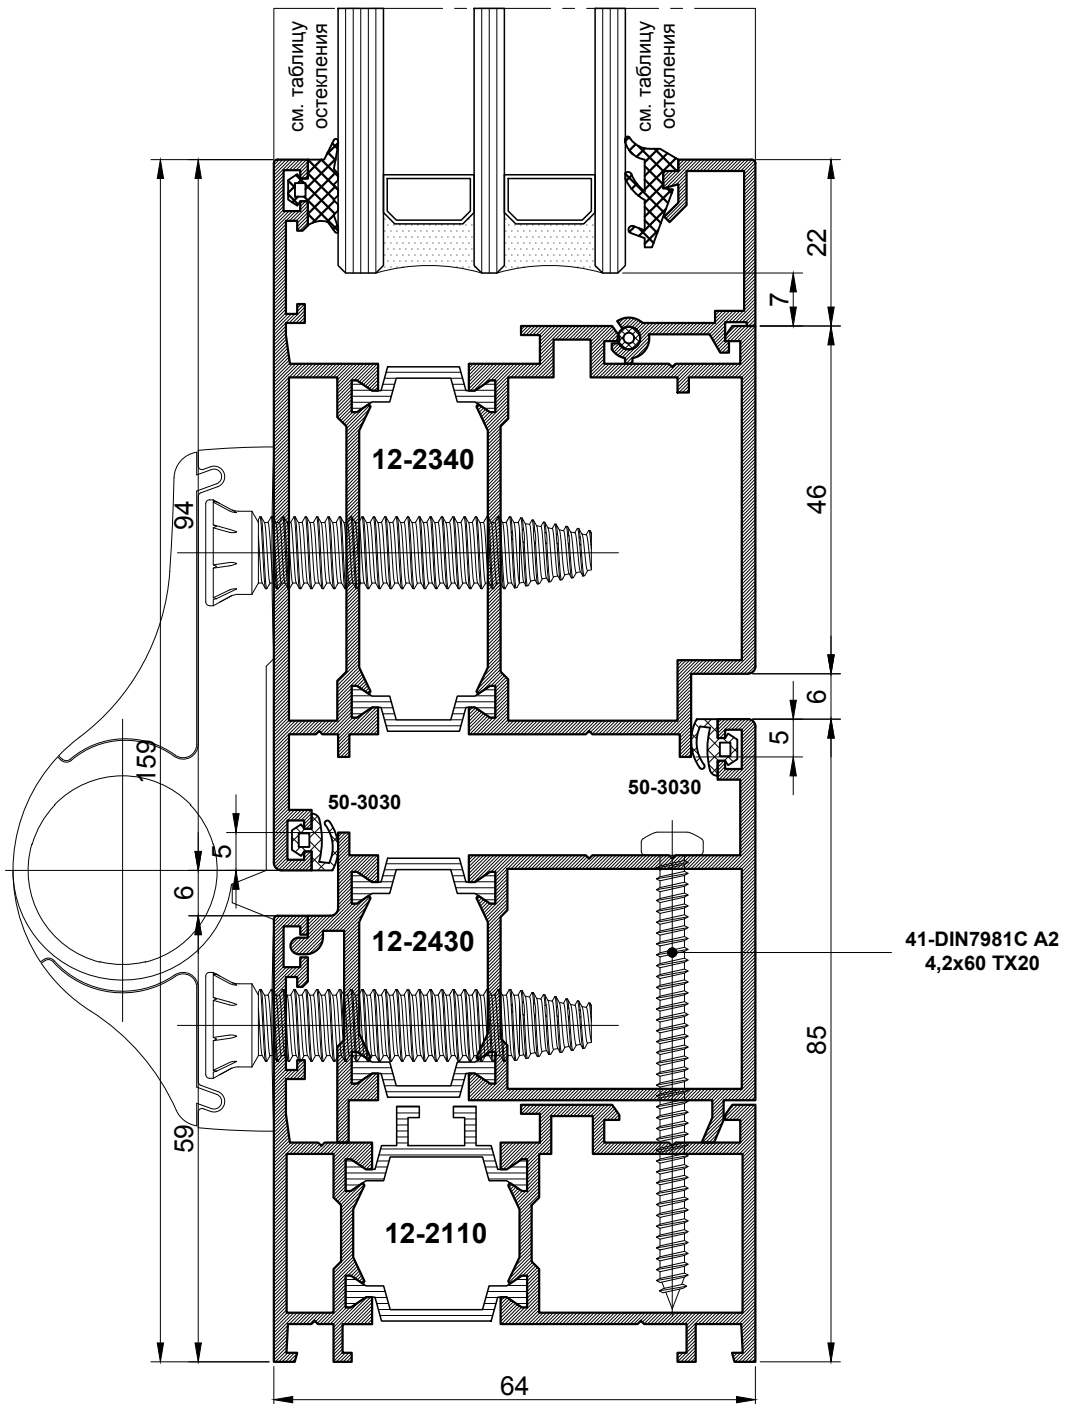 см. таблицу
остекления
см. таблицу
остекления
22
7
12-2340
94
46
6
5
159
50-3030
50-3030
5
6
12-2430
41-DIN7981C A2
4,2x60 TX20
85
59
12-2110
64